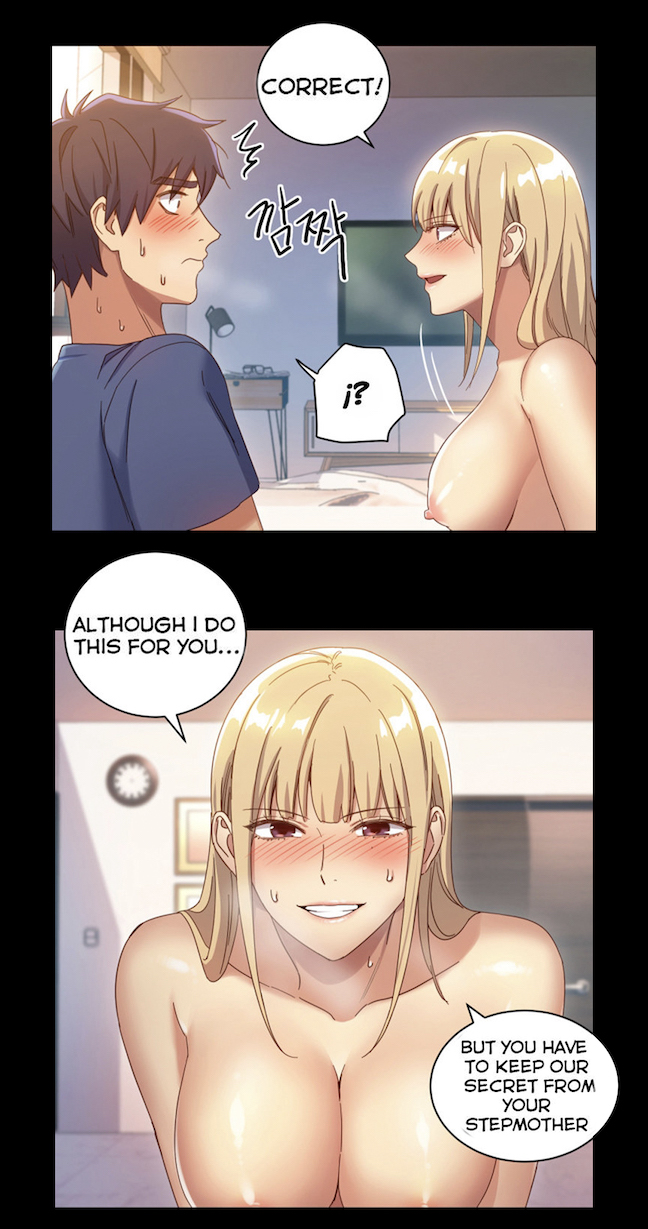 CORRECT!
깜짝
¡?
ALTHOUGH I DO
THIS FOR YOU...
BUT YOU HAVE
TO KEEP OUR
SECRET FROM
YOUR
STEPMOTHER